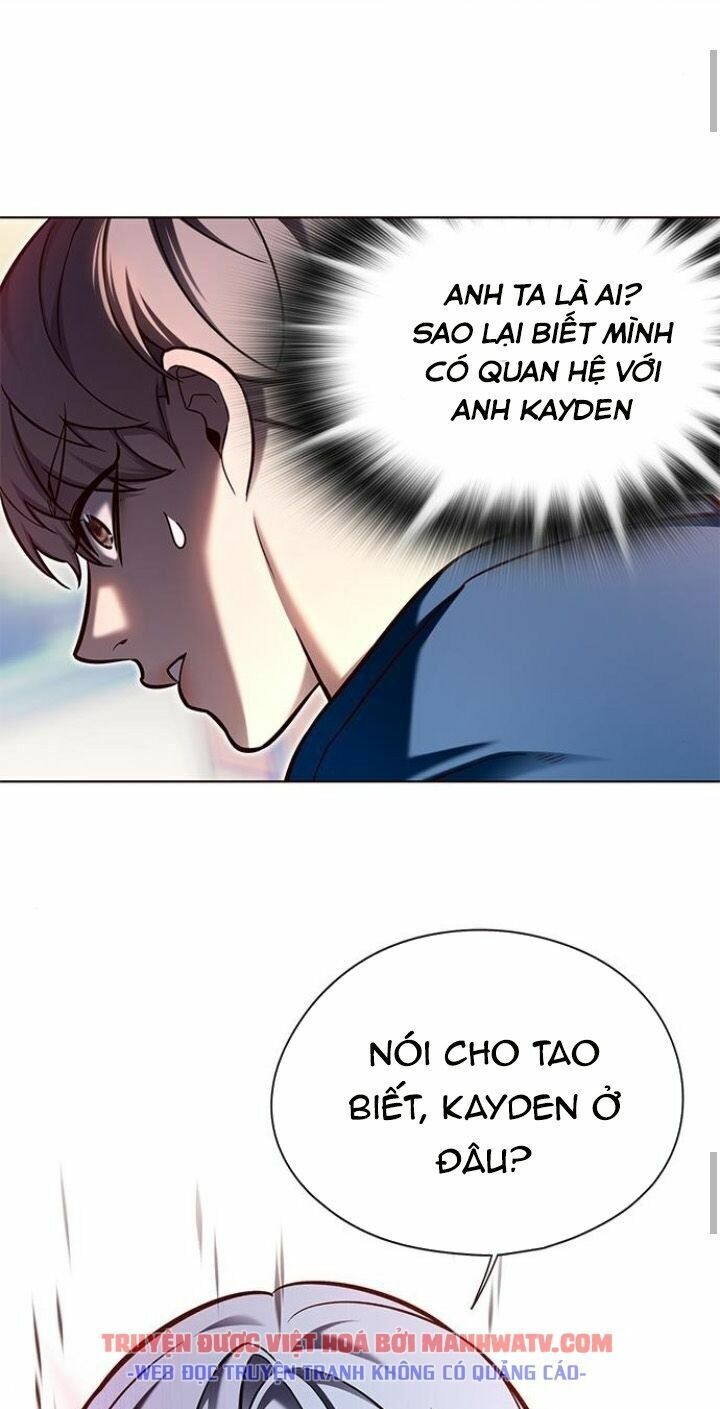 ANH TA LÀ AI?
SAO LẠI BIẾT MÌNH
CÓ QUAN HỆ VỚI
ANH KAYDEN
NÓI CHO TAO
BIẾT, KAYDEN Ở
ĐÂU?
TRUYỆN ĐƯỢC VIỆT HOÁ BỞI MANHWATV.COM
-WEB ĐỌC TRUYỆN TRANH KHÔNG CÓ QUẢNG CÁO-